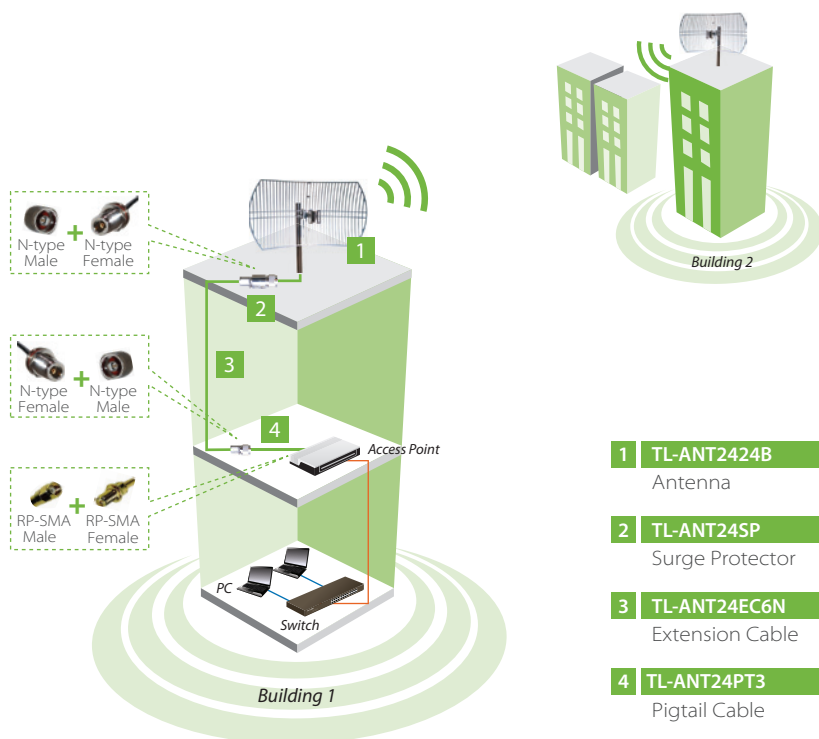 Building 2
1
N-type
Male
+
N-type
Female
2
3
N-type
Female
+
N-type
Male
4
Access Point
RP-SMA
Male
+
RP-SMA
Female
PC
Switch
Building 1
1 TL-ANT2424B
Antenna
2 TL-ANT24SP
Surge Protector
3 TL-ANT24EC6N
Extension Cable
4 TL-ANT24PT3
Pigtail Cable